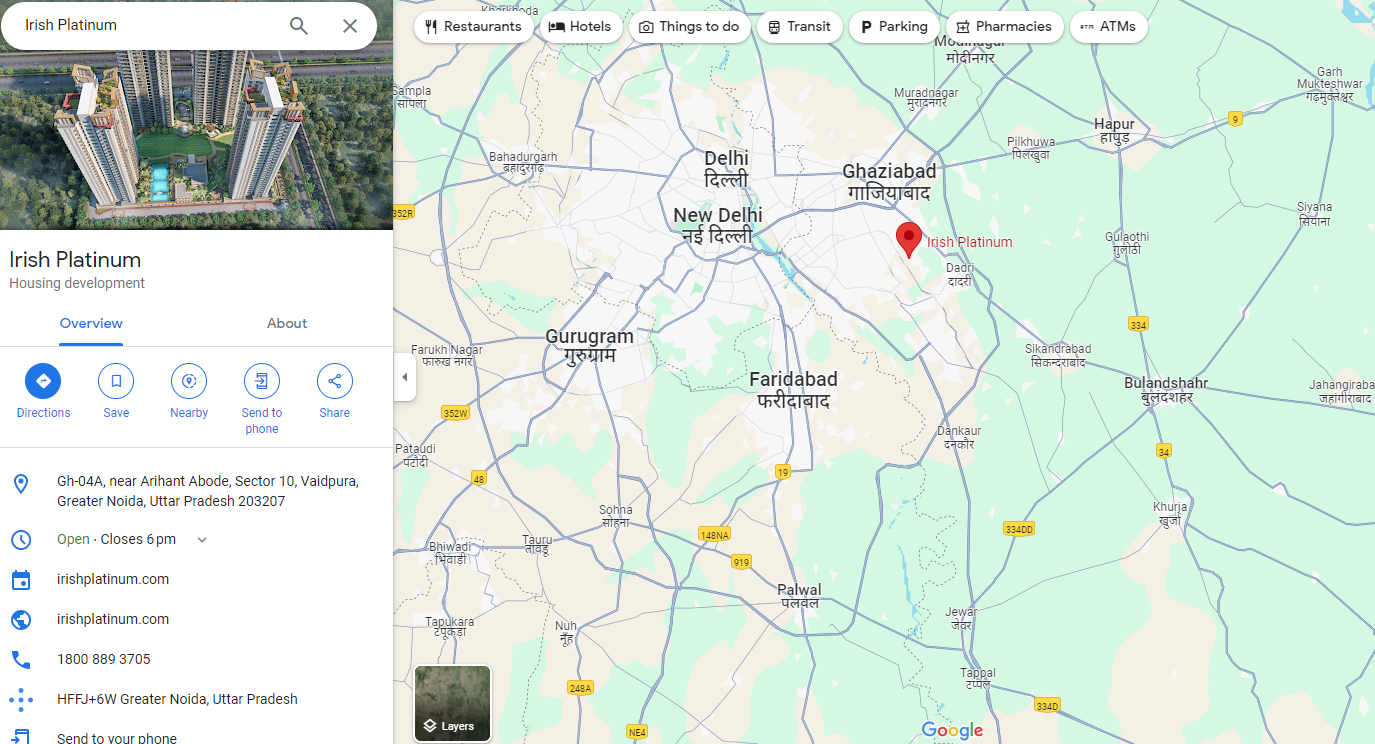 Irish Platinum
Restaurants
Hotels
Things to do
Transit
Parking
Pharmacies
ATMs
Irish Platinum
Housing development
Overview
About
Directions
Save
Nearby
Send to
phone
Share
Gh-04A, near Arihant Abode, Sector 10, Vaidpura,
Greater Noida, Uttar Pradesh 203207
Open · Closes 6 pm
irishplatinum.com
irishplatinum.com
1800 889 3705
HFFJ+6W Greater Noida, Uttar Pradesh
Send to your phone
Kharkhoda
Modinagar
मोदीनगर
Garh
Mukteshwar
गढ़मुक्तेश्वर
Sampla
सांपला
Muradnagar
मुरादनगर
9
Hapur
हापुड़
Pilkhuwa
पिलखुवा
Bahadurgarh
बहादुरगढ़
Delhi
दिल्ली
Ghaziabad
गाजियाबाद
352R
New Delhi
नई दिल्ली
Siyana
सियाना
Irish Platinum
Gulaothi
गुलौठी
Dadri
दादरी
334
Gurugram
गुरुग्राम
Farukh Nagar
फारुख नगर
Sikandrabad
सिकन्दराबाद
Faridabad
फरीदाबाद
Bulandshahr
बुलंदशहर
Jahangiraba
जहांगीराबाद
352W
Dankaur
दनकौर
Pataudi
पटौदी
34
19
48
Khurja
खुर्जा
Sohna
सोहना
334DD
148NA
Tauru
तावडू
Bhiwadi
भिवाड़ी
919
Palwal
पलवल
Jewar
जेवर
Tapukara
टपूकड़ा
Nuh
नूँह
Tappal
टप्पल
248A
334D
NE4
Layers
Google